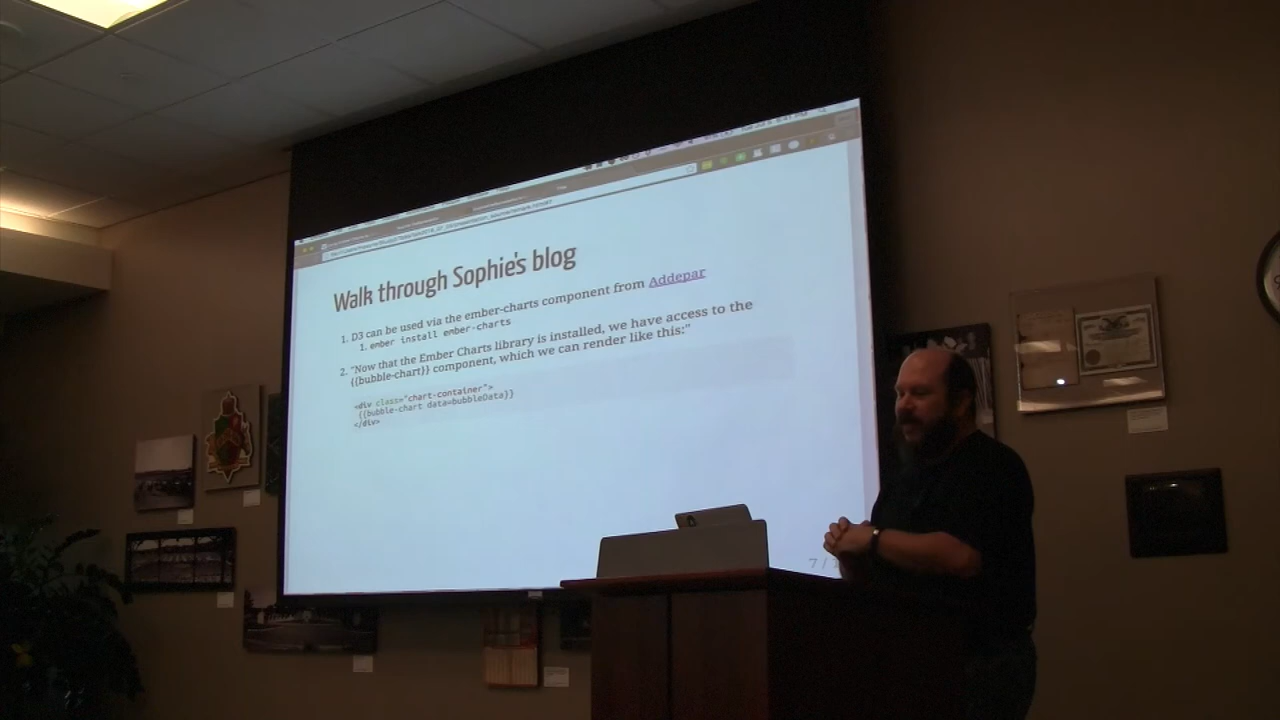 Walk through Sophie's blog
1. D3 can be used via the ember-charts component from Addepar
1. ember install ember-charts
2. "Now that the Ember Charts library is installed, we have access to the
{{bubble-chart}} component, which we can render like this:"
<div class="chart-container">
{{bubble-chart data=bubbleData}}
</div>
7 /